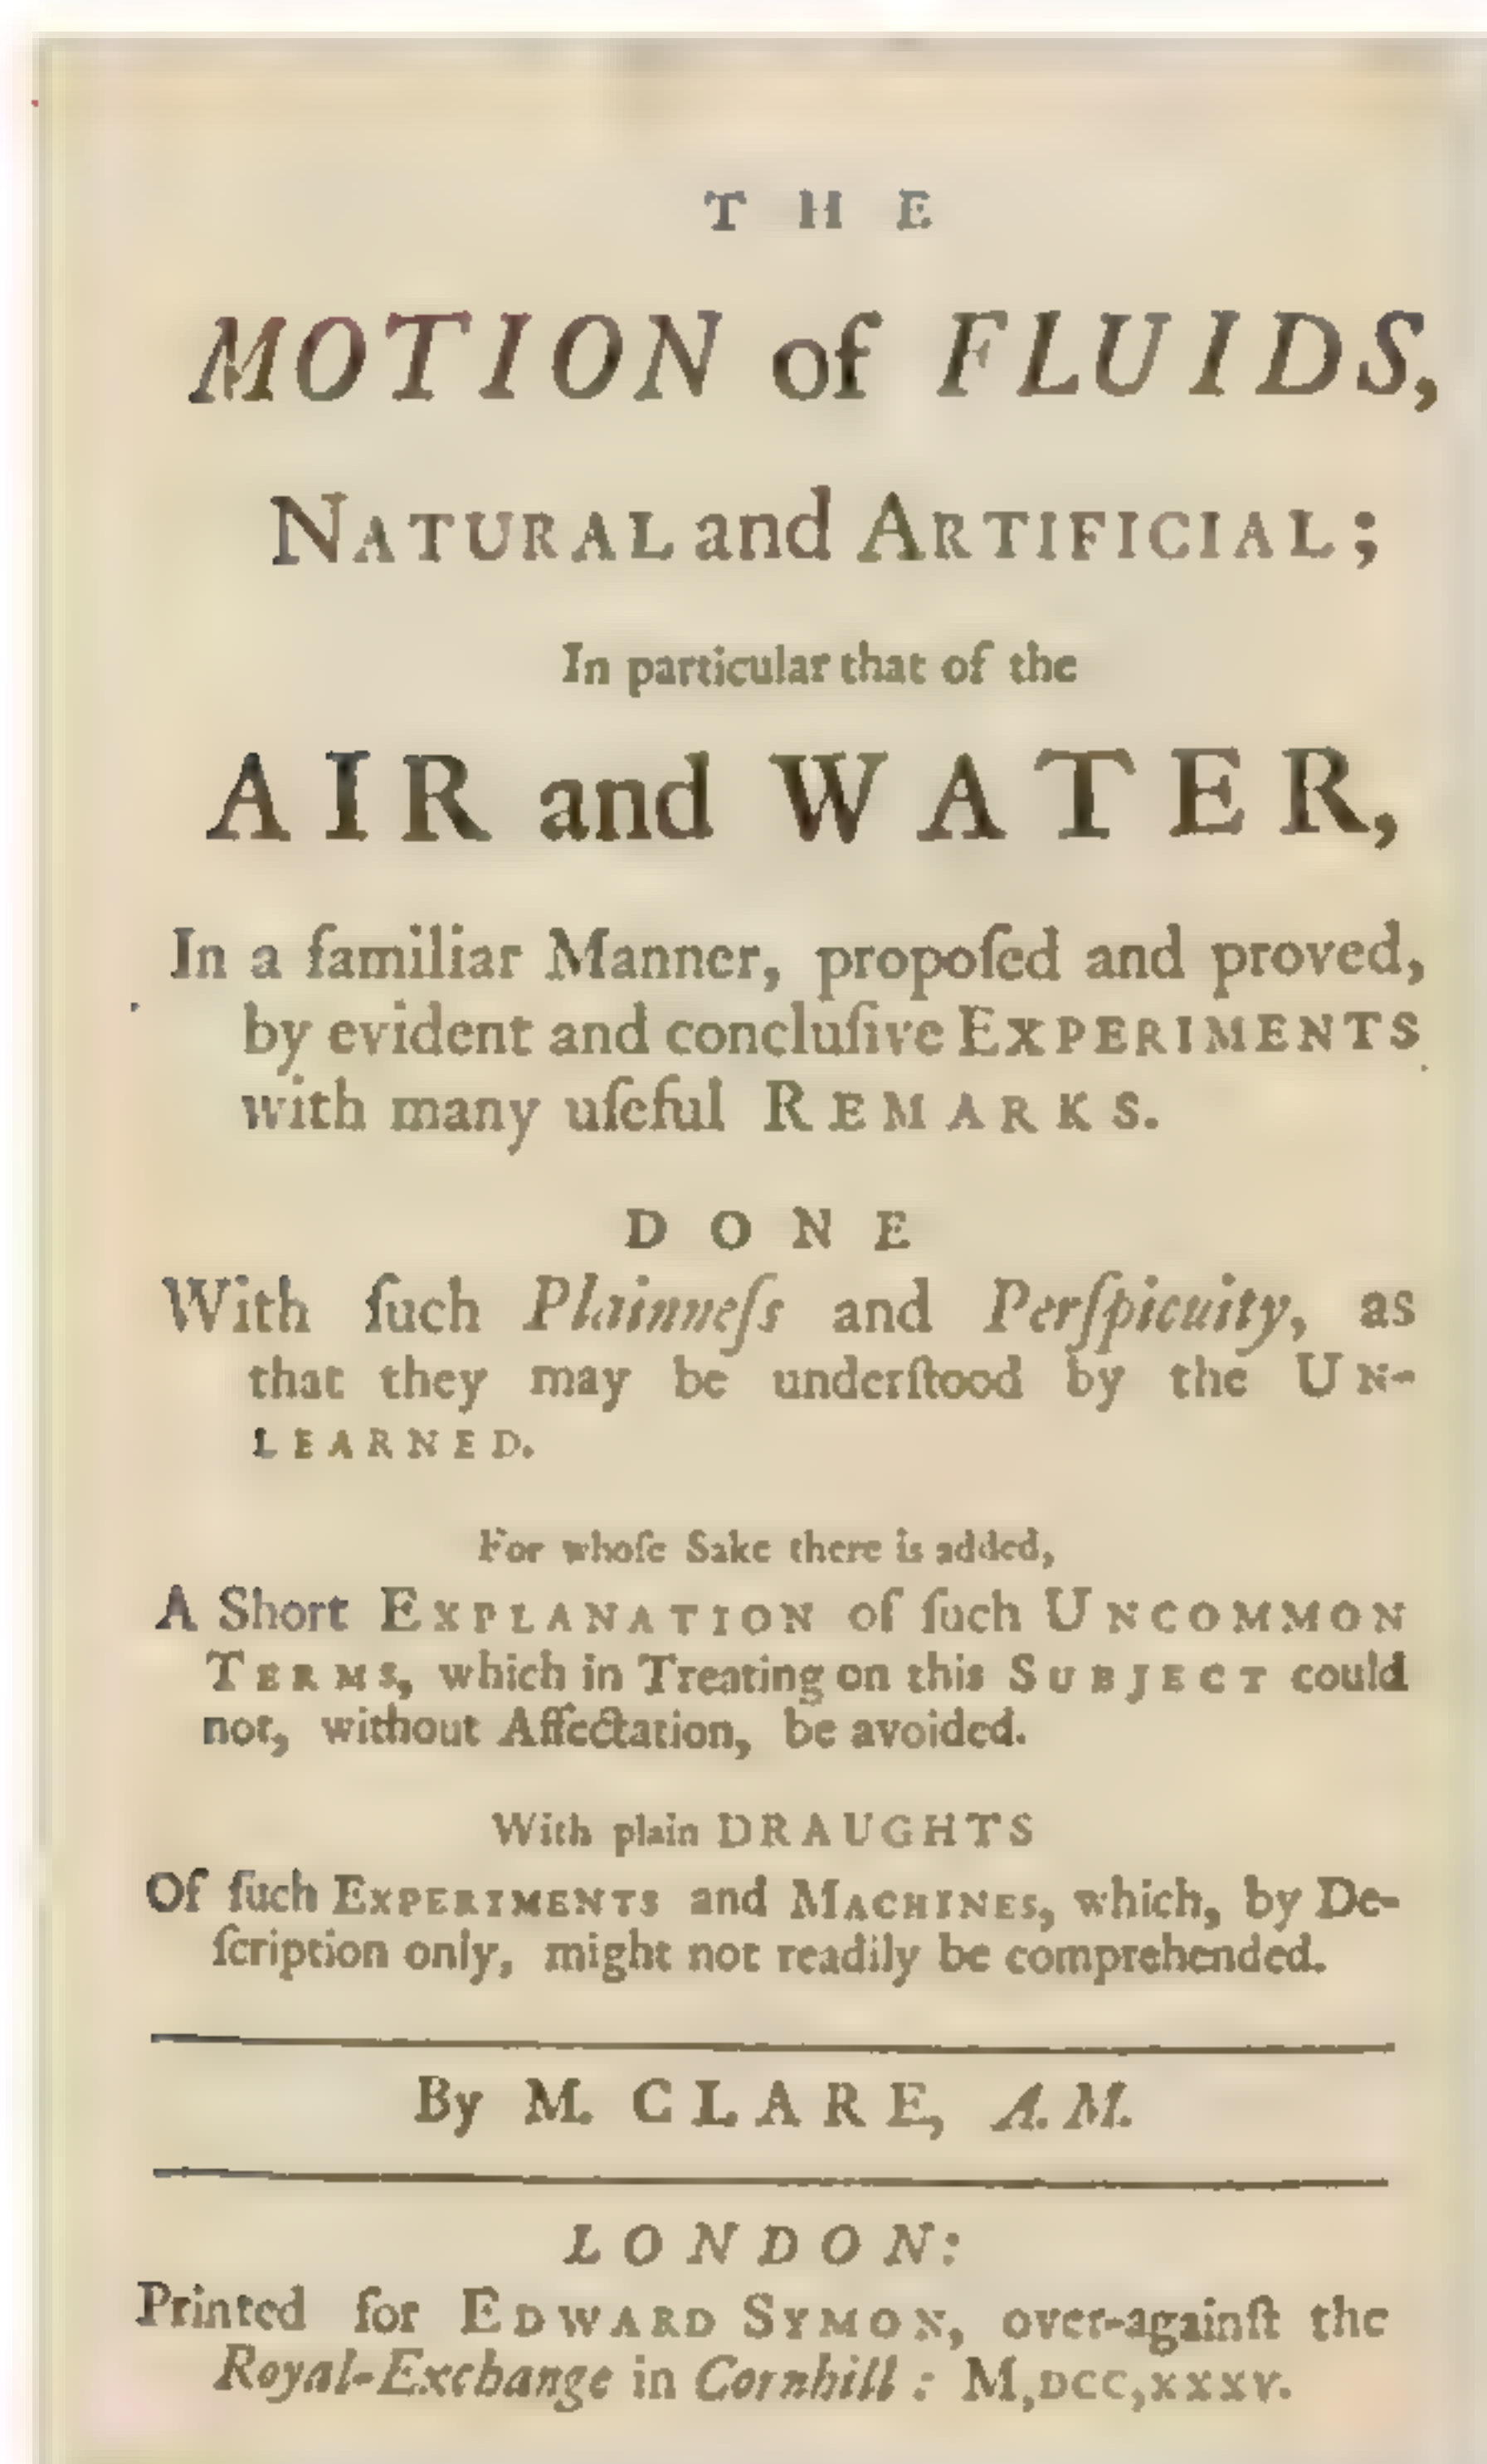 T H E
MOTION of FLUIDS,
NATURAL and ARTIFICIAL;
In particular that of the
AIR and WATER,
In a familiar Manner, propoſed and proved,
by evident and concluſive EXPERIMENTS
with many uſeful REMARKS.
D O N E
With ſuch Plainneſs and Perſpicuity, as
that they may be underſtood by the UN-
LEARNED.
For whoſe Sake there is added,
A Short EXPLANATION of ſuch UNCOMMON
TERMS, which in Treating on this SUBJECT could
not, without Affectation, be avoided.
With plain DRAUGHTS
Of ſuch EXPERIMENTS and MACHINES, which, by De-
ſcription only, might not readily be comprehended.
By M. CLARE, A. M.
LONDON:
Printed for EDWARD SYMON, over-againſt the
Royal-Exchange in Cornhill: M,DCC,XXXV.